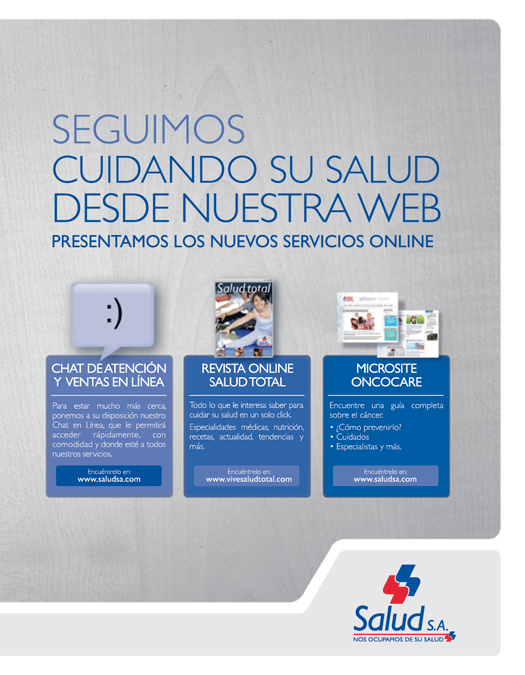 SEGUIMOS
CUIDANDO SU SALUD
DESDE NUESTRA WEB
PRESENTAMOS LOS NUEVOS SERVICIOS ONLINE
:)
CHAT DE ATENCIÓN
Y VENTAS EN LÍNEA
Para estar mucho más cerca,
ponemos a su disposición nuestro
Chat en Línea, que le permitirá
acceder rápidamente, con
comodidad y donde esté a todos
nuestros servicios.
Encuéntrelo en:
www.saludsa.com
Salud total
REVISTA ONLINE
SALUD TOTAL
Todo lo que le interesa saber para
cuidar su salud en un solo click.
Especialidades médicas, nutrición,
recetas, actualidad, tendencias y
más.
Encuéntrelo en:
www.vivesaludtotal.com
MICROSITE
ONCOCARE
Encuentre una guía completa
sobre el cáncer.
• ¿Cómo prevenirlo?
• Cuidados
• Especialistas y más.
Encuéntrelo en:
www.saludsa.com
Salud S.A.
NOS OCUPAMOS DE SU SALUD